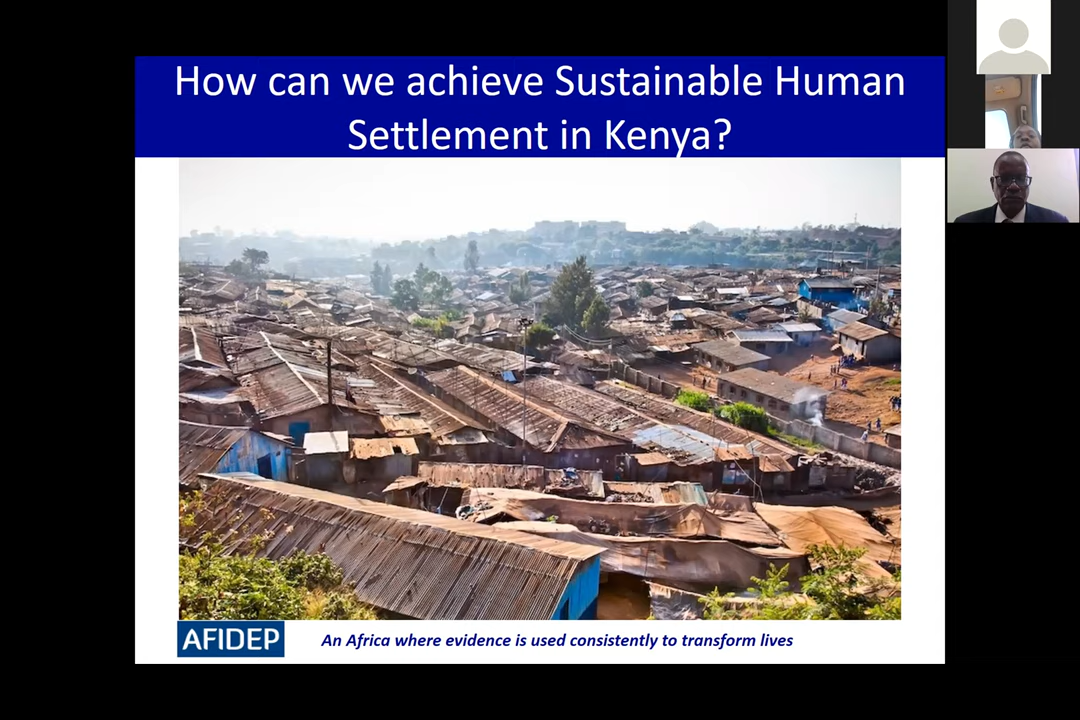 How can we achieve Sustainable Human
Settlement in Kenya?
AFIDEP
An Africa where evidence is used consistently to transform lives